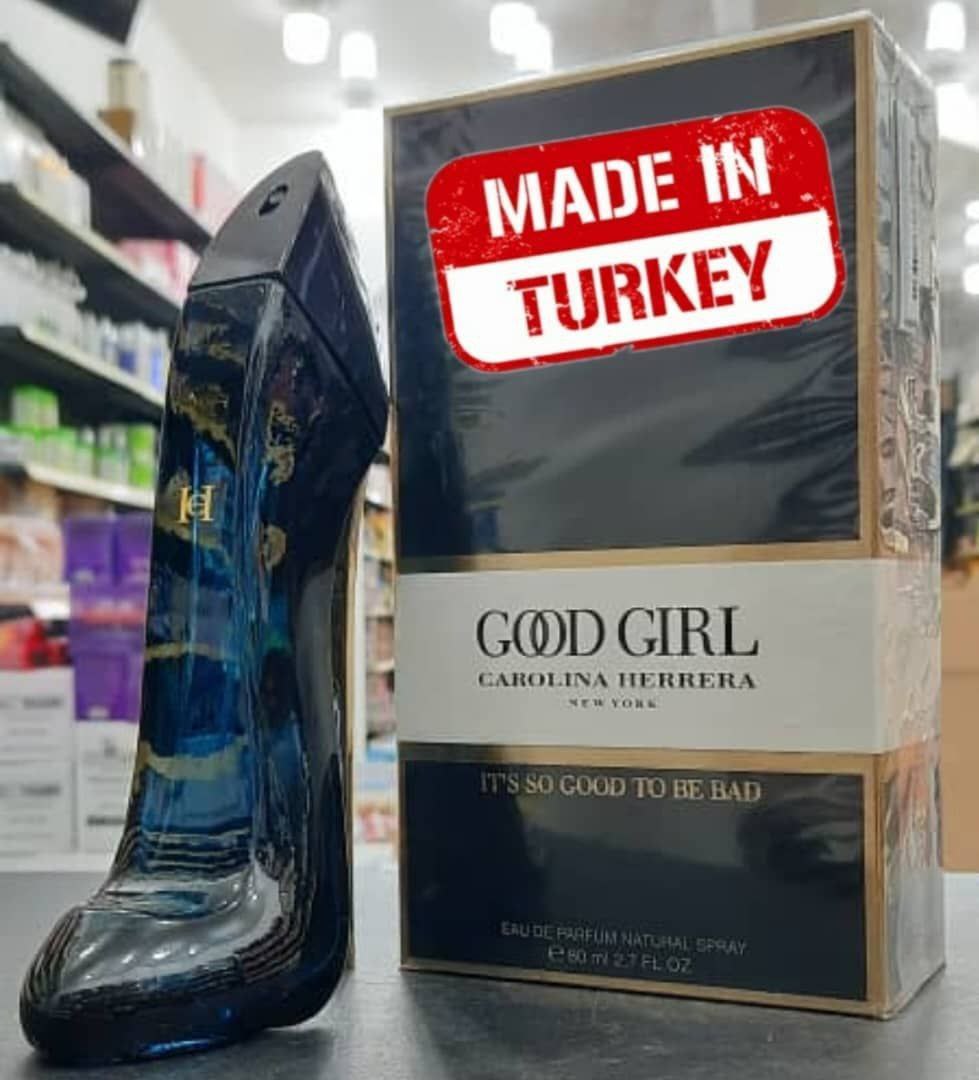 MADE IN
TURKEY
CH
GOOD GIRL
CAROLINA HERRERA
NEW YORK
IT'S SO GOOD TO BE BAD
EAU DE PARFUM NATURAL SPRAY
℮ 80 ml 2.7 FL OZ